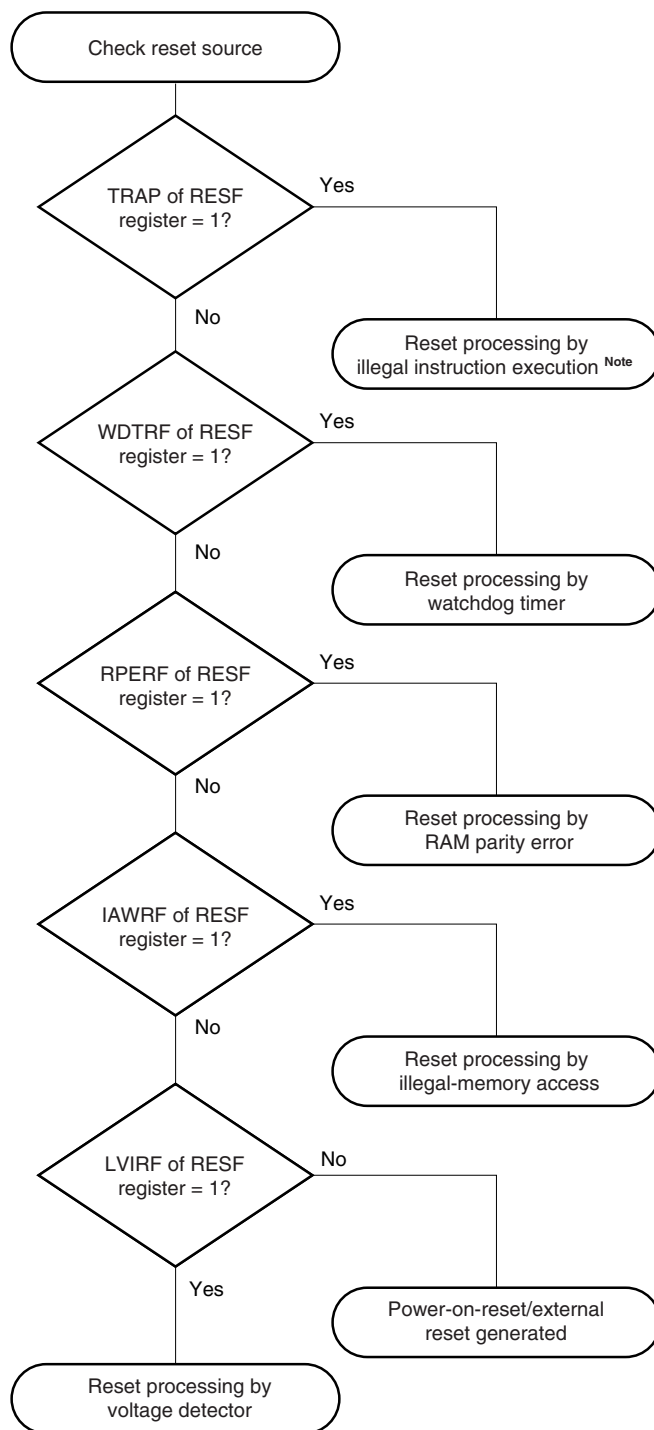 Check reset source
TRAP of RESF
register = 1?
Yes
No
Reset processing by
illegal instruction execution Note
WDTRF of RESF
register = 1?
Yes
No
Reset processing by
watchdog timer
RPERF of RESF
register = 1?
Yes
No
Reset processing by
RAM parity error
IAWRF of RESF
register = 1?
Yes
No
Reset processing by
illegal-memory access
LVIRF of RESF
register = 1?
No
Yes
Power-on-reset/external
reset generated
Reset processing by
voltage detector